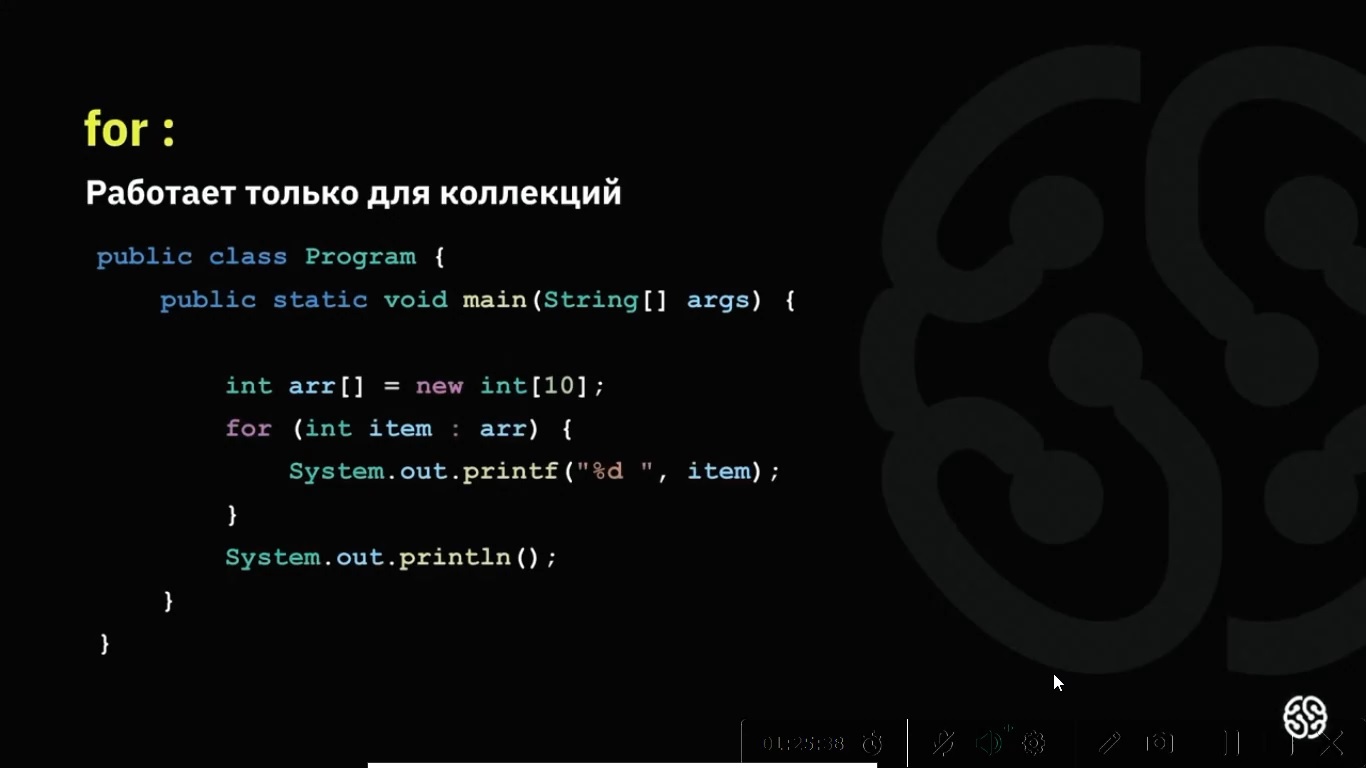 for :
Работает только для коллекций
public class Program {
public static void main(String[] args) {
int arr[] = new int[10];
for (int item : arr) {
System.out.printf("%d ", item);
}
System.out.println();
}
}
01:25:38